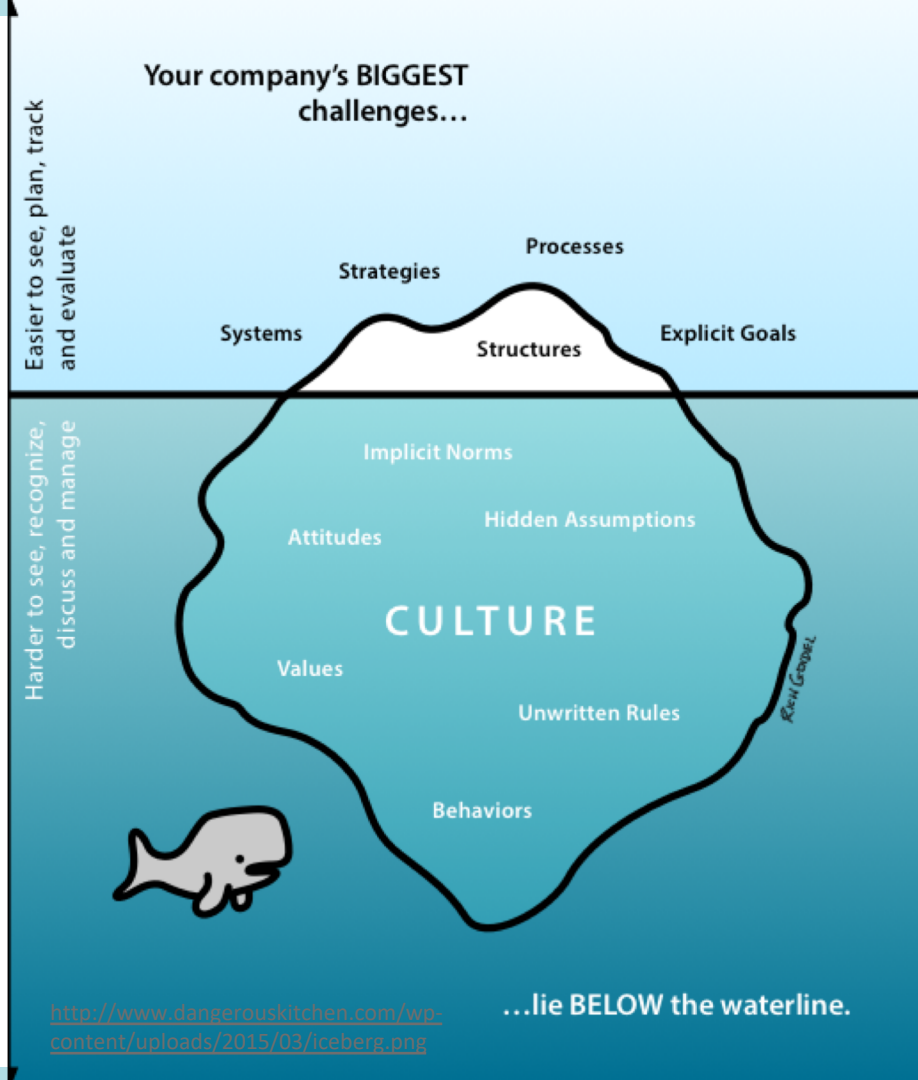 Your company's BIGGEST
challenges…
Easier to see, plan, track
and evaluate
Processes
Strategies
Systems
Explicit Goals
Structures
Harder to see, recognize,
discuss and manage
Implicit Norms
Hidden Assumptions
Attitudes
CULTURE
Values
Unwritten Rules
Behaviors
…lie BELOW the waterline.
http://www.dangerouskitchen.com/wp-
content/uploads/2015/03/iceberg.png